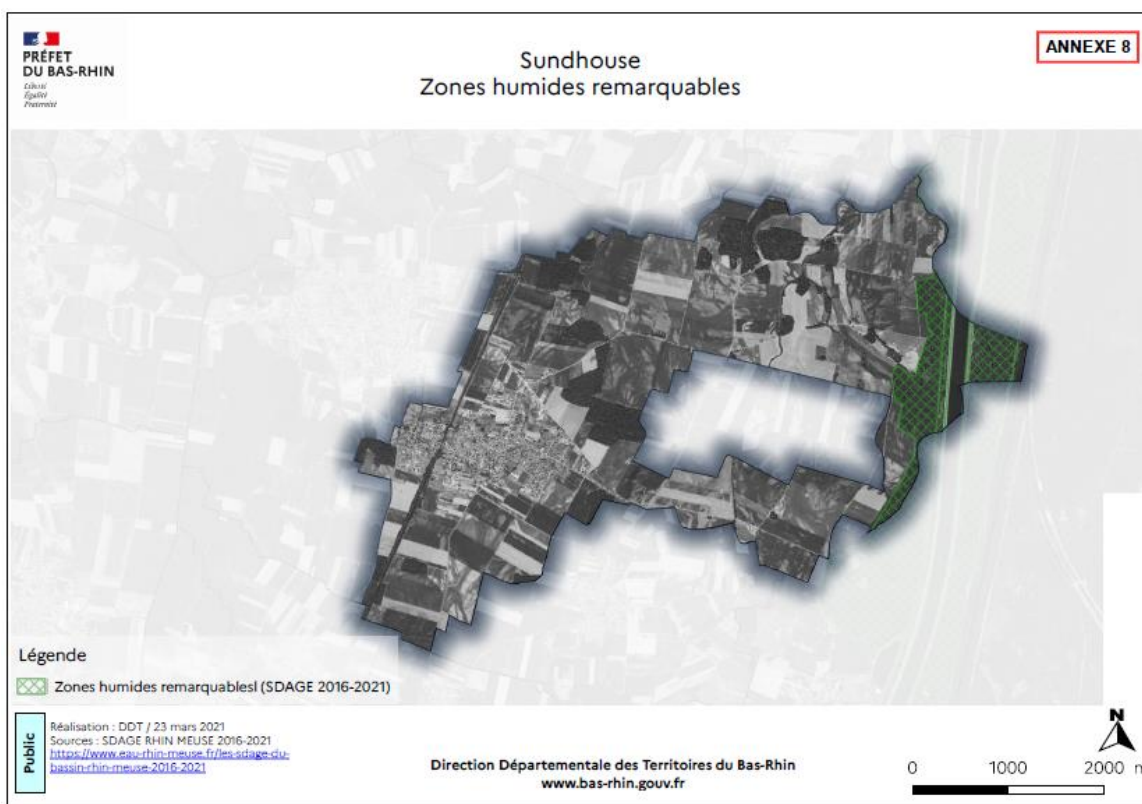 PRÉFET
DU BAS-RHIN
Liberté
Égalité
Fraternité
Sundhouse
Zones humides remarquables
ANNEXE 8
Légende
Zones humides remarquablesl (SDAGE 2016-2021)
Public
Réalisation : DDT / 23 mars 2021
Sources : SDAGE RHIN MEUSE 2016-2021
https://www.eau-rhin-meuse.fr/les-sdage-du-
bassin-rhin-meuse-2016-2021
Direction Départementale des Territoires du Bas-Rhin
www.bas-rhin.gouv.fr
N
0 1000 2000 m